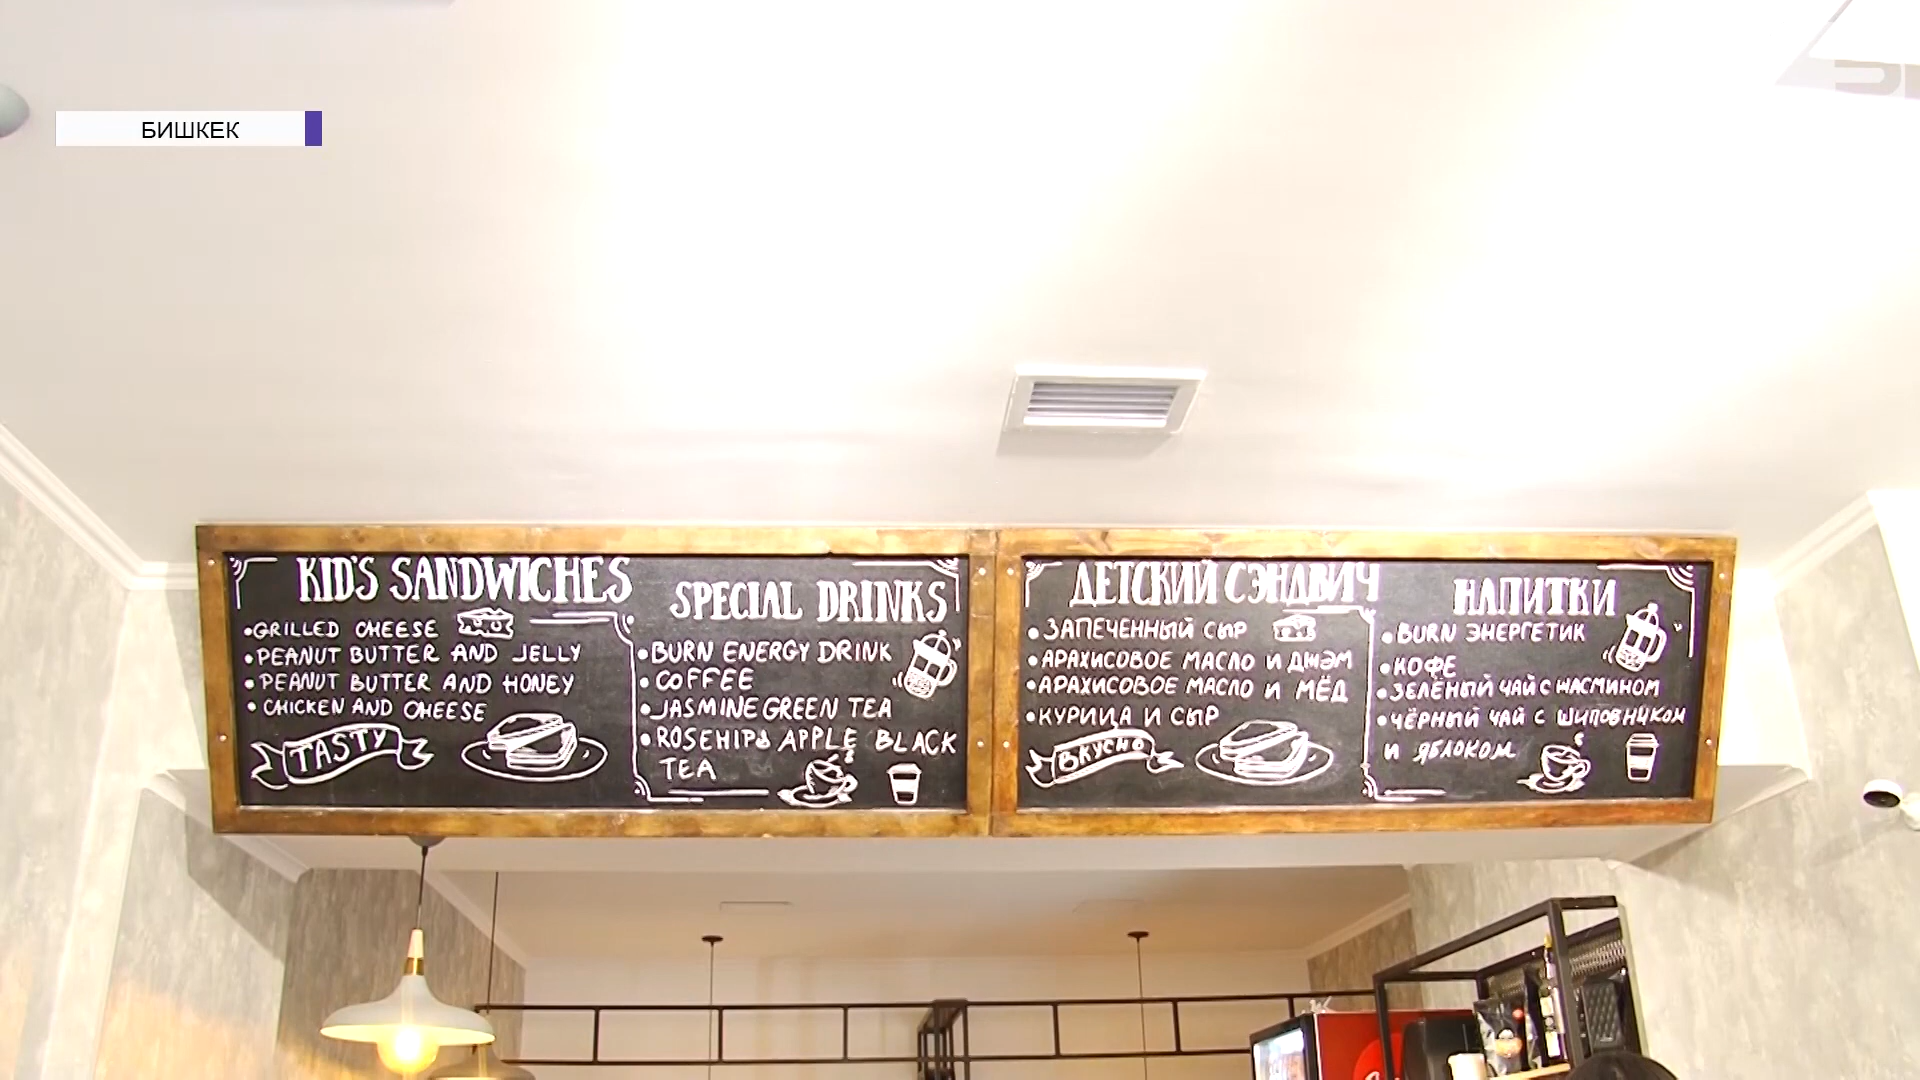 БИШКЕК
KID'S SANDWICHES
•GRILLED CHEESE
•PEANUT BUTTER AND JELLY
•PEANUT BUTTER AND HONEY
•CHICKEN AND CHEESE
TASTY
SPECIAL DRINKS
•BURN ENERGY DRINK
•COFFEE
•JASMINE GREEN TEA
•ROSEHIP& APPLE BLACK
TEA
ДЕТСКИЙ СЭНДВИЧ
•ЗАПЕЧЕННЫЙ СЫР
•АРАХИСОВОЕ МАСЛО И ДЖЭМ
•АРАХИСОВОЕ МАСЛО И МЁД
•КУРИЦА И СЫР
ВКУСНО
НАПИТКИ
•BURN ЭНЕРГЕТИК
•КОФЕ
•ЗЕЛЁНЫЙ ЧАЙ С ЖАСМИНОМ
•ЧЁРНЫЙ ЧАЙ С ШИПОВНИКОМ
И ЯБЛОКОМ